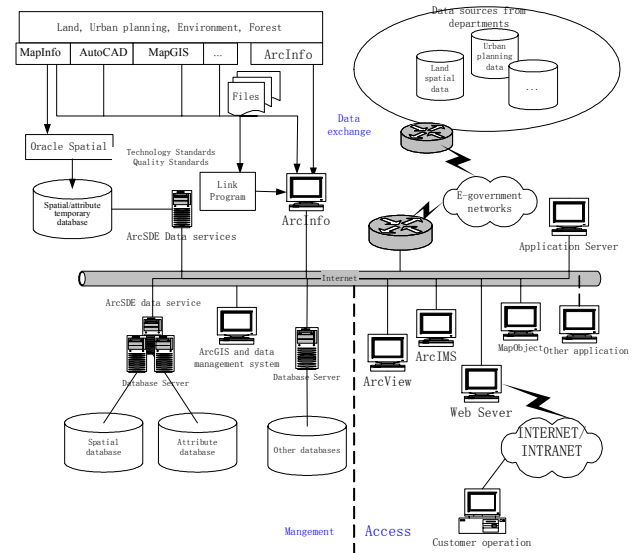 Land, Urban planning, Environment, Forest
MapInfo AutoCAD MapGIS ... ArcInfo
Files
Data sources from
departments
Land
spatial
data
Urban
planning
data
...
Data
exchange
Oracle Spatial
Technology Standards
Quality Standards
Link
Program
ArcInfo
Spatial/attribute
temporary
database
ArcSDE Data services
E-government
networks
Application Server
Internet
ArcSDE data service
Database Server
ArcGIS and data
management system
Database Server
ArcView
ArcIMS
MapObject
Other application
Web Sever
Spatial
database
Attribute
database
Other databases
INTERNET/
INTRANET
Customer operation
Mangement
Access